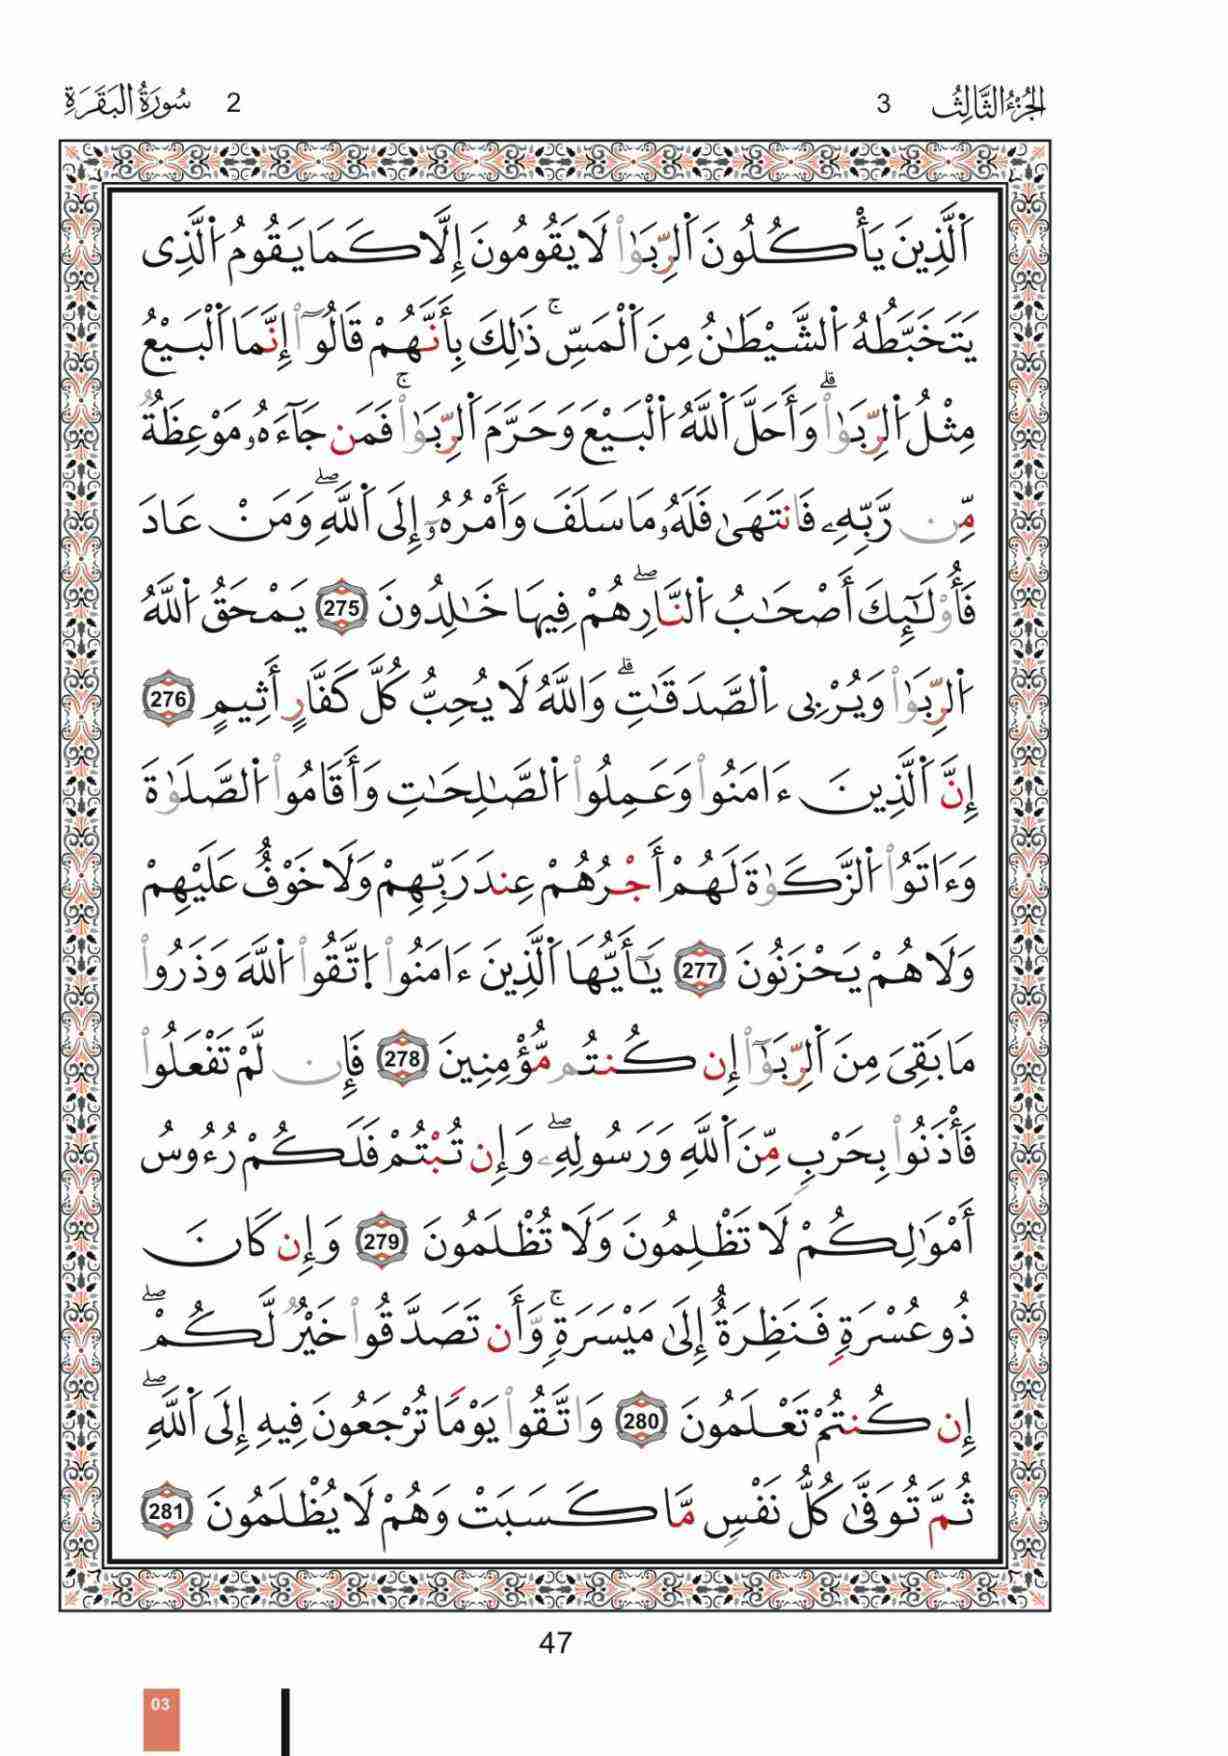 الجُزْءُ الثَّالِثُ 3 2 سُورَةُ البَقَرَةِ
ٱلَّذِينَ يَأْكُلُونَ ٱلرِّبَوٰا۟ لَا يَقُومُونَ إِلَّا كَمَا يَقُومُ ٱلَّذِى
يَتَخَبَّطُهُ ٱلشَّيْطَٰنُ مِنَ ٱلْمَسِّ ۚ ذَٰلِكَ بِأَنَّهُمْ قَالُوٓا۟ إِنَّمَا ٱلْبَيْعُ
مِثْلُ ٱلرِّبَوٰا۟ ۗ وَأَحَلَّ ٱللَّهُ ٱلْبَيْعَ وَحَرَّمَ ٱلرِّبَوٰا۟ ۚ فَمَن جَآءَهُۥ مَوْعِظَةٌ
مِّن رَّبِّهِۦ فَٱنتَهَىٰ فَلَهُۥ مَا سَلَفَ وَأَمْرُهُۥٓ إِلَى ٱللَّهِ ۖ وَمَنْ عَادَ
فَأُو۟لَٰٓئِكَ أَصْحَٰبُ ٱلنَّارِ ۖ هُمْ فِيهَا خَٰلِدُونَ 275 يَمْحَقُ ٱللَّهُ
ٱلرِّبَوٰا۟ وَيُرْبِى ٱلصَّدَقَٰتِ ۗ وَٱللَّهُ لَا يُحِبُّ كُلَّ كَفَّارٍ أَثِيمٍ 276
إِنَّ ٱلَّذِينَ ءَامَنُوا۟ وَعَمِلُوا۟ ٱلصَّٰلِحَٰتِ وَأَقَامُوا۟ ٱلصَّلَوٰةَ
وَءَاتَوُا۟ ٱلزَّكَوٰةَ لَهُمْ أَجْرُهُمْ عِندَ رَبِّهِمْ وَلَا خَوْفٌ عَلَيْهِمْ
وَلَا هُمْ يَحْزَنُونَ 277 يَٰٓأَيُّهَا ٱلَّذِينَ ءَامَنُوا۟ ٱتَّقُوا۟ ٱللَّهَ وَذَرُوا۟
مَا بَقِىَ مِنَ ٱلرِّبَوٰٓا۟ إِن كُنتُم مُّؤْمِنِينَ 278 فَإِن لَّمْ تَفْعَلُوا۟
فَأْذَنُوا۟ بِحَرْبٍ مِّنَ ٱللَّهِ وَرَسُولِهِۦ ۖ وَإِن تُبْتُمْ فَلَكُمْ رُءُوسُ
أَمْوَٰلِكُمْ لَا تَظْلِمُونَ وَلَا تُظْلَمُونَ 279 وَإِن كَانَ
ذُو عُسْرَةٍ فَنَظِرَةٌ إِلَىٰ مَيْسَرَةٍ ۚ وَأَن تَصَدَّقُوا۟ خَيْرٌ لَّكُمْ ۖ
إِن كُنتُمْ تَعْلَمُونَ 280 وَٱتَّقُوا۟ يَوْمًا تُرْجَعُونَ فِيهِ إِلَى ٱللَّهِ ۖ
ثُمَّ تُوَفَّىٰ كُلُّ نَفْسٍ مَّا كَسَبَتْ وَهُمْ لَا يُظْلَمُونَ 281
47
03